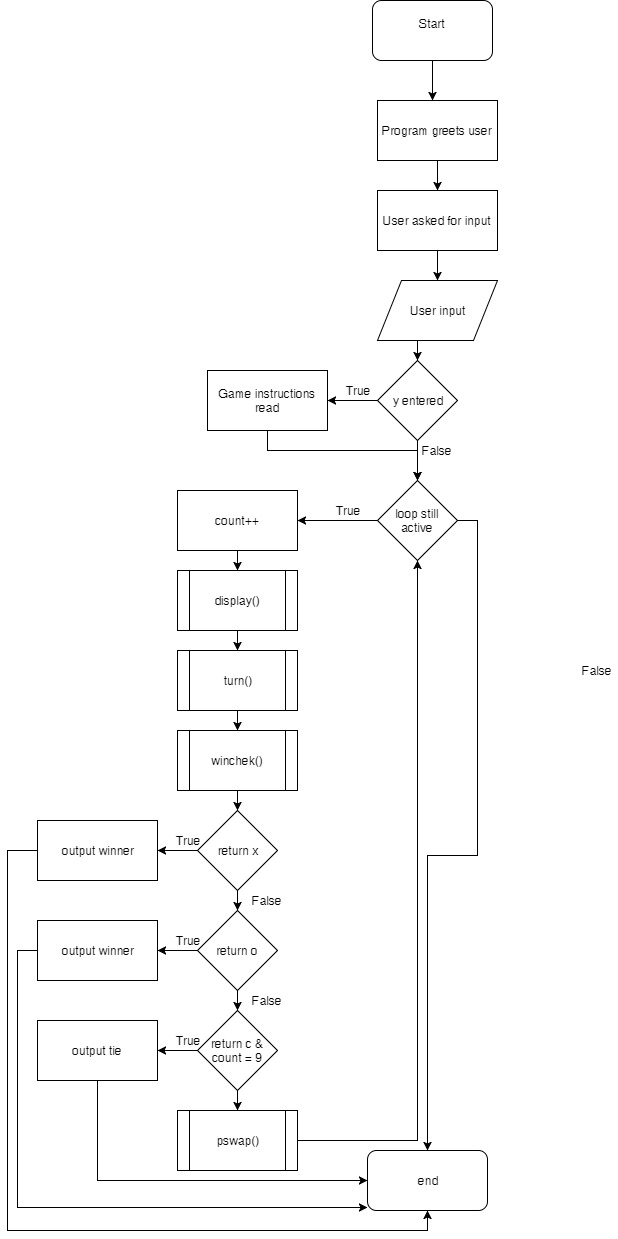 Start
Program greets user
User asked for input
User input
y entered
True
Game instructions
read
False
loop still
active
True
count++
display()
turn()
False
winchek()
return x
True
output winner
False
return o
True
output winner
False
return c &
count = 9
True
output tie
pswap()
end